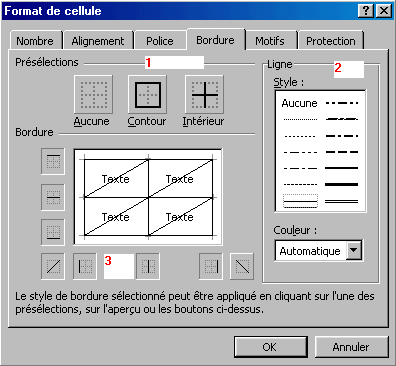 Format de cellule
Nombre Alignement Police Bordure Motifs Protection
Présélections 1
Ligne 2
Style :
Aucune
Aucune Contour Intérieur
Bordure
Texte Texte
Texte Texte
3
Couleur :
Automatique
Le style de bordure sélectionné peut être appliqué en cliquant sur l'une des
présélections, sur l'aperçu ou les boutons ci-dessus.
OK Annuler